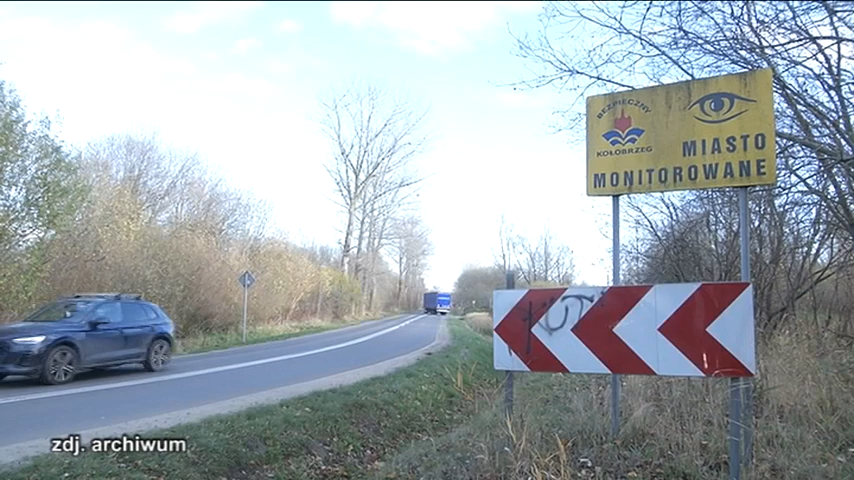 BEZPIECZNY
KOŁOBRZEG
MIASTO
MONITOROWANE
zdj. archiwum